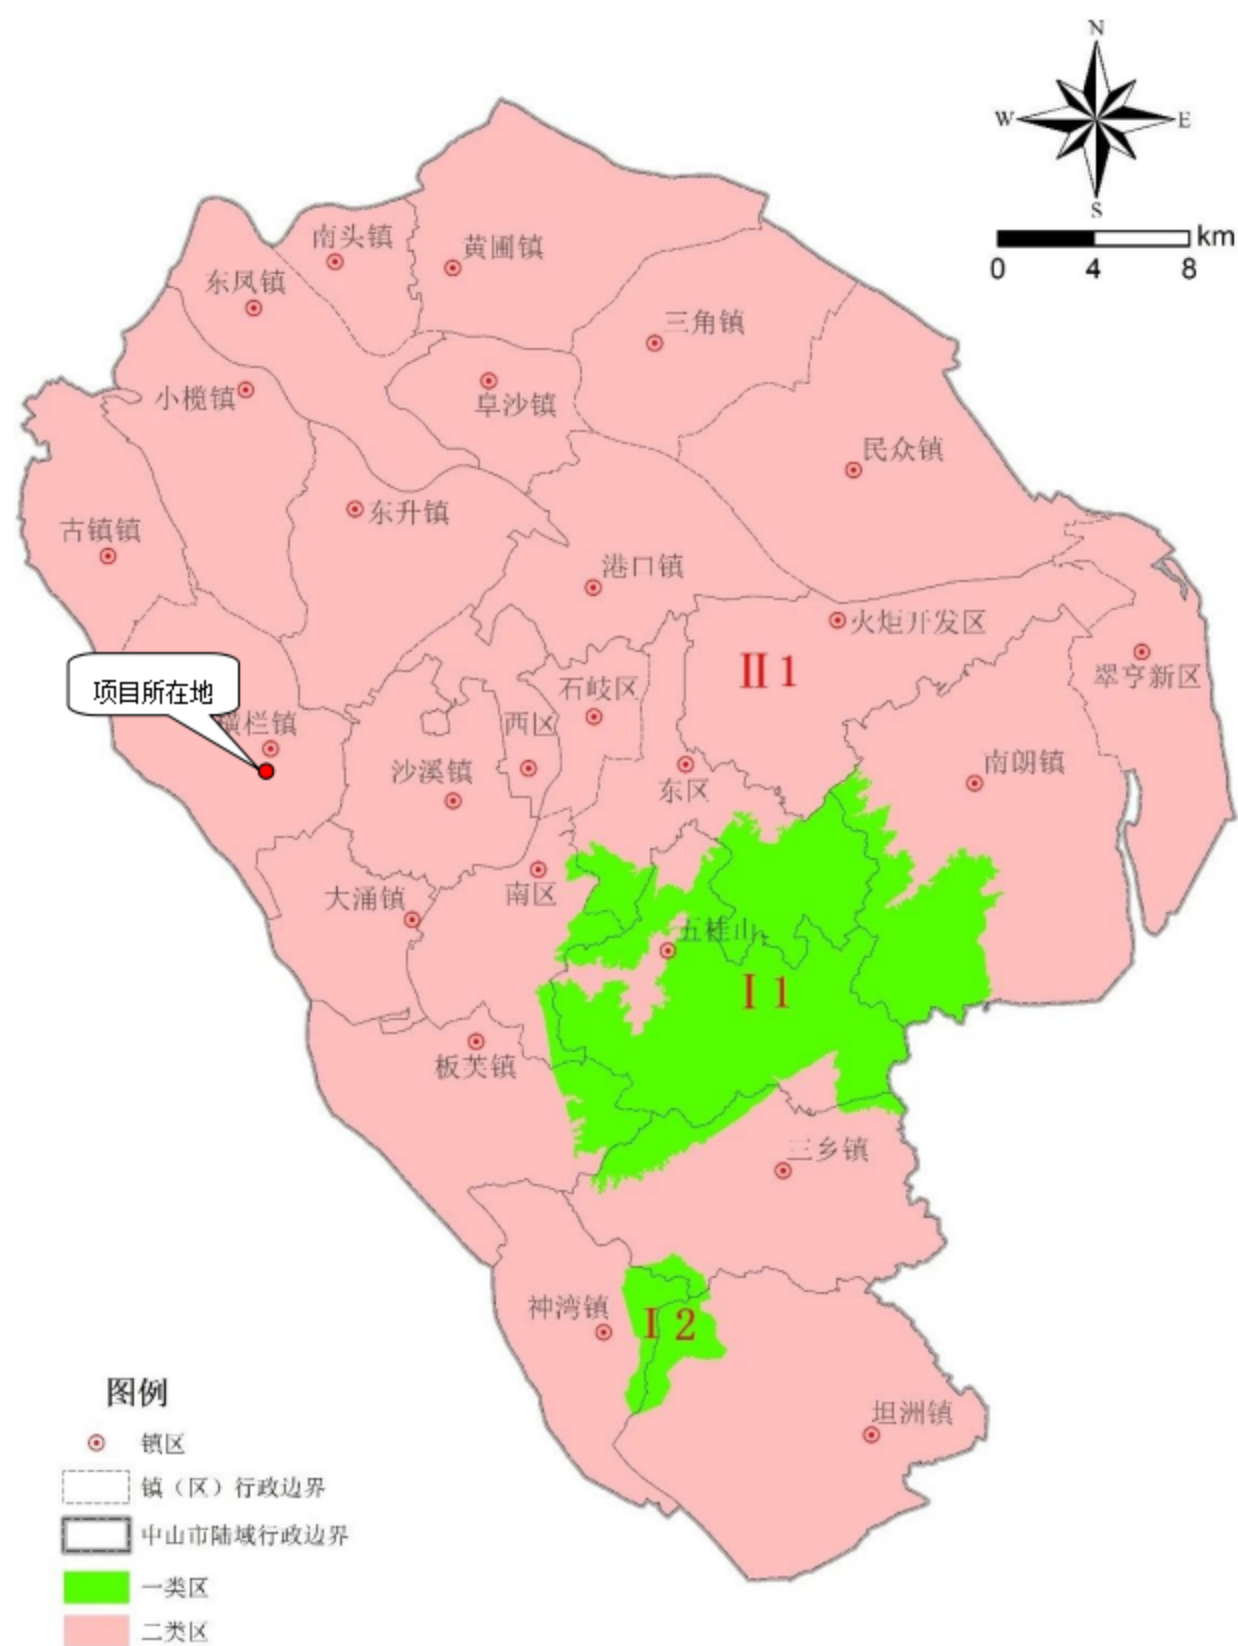 N
W
E
S
km
0
4
8
南头镇
黄圃镇
东凤镇
三角镇
小榄镇
阜沙镇
民众镇
东升镇
古镇镇
港口镇
火炬开发区
II 1
翠亨新区
石岐区
项目所在地
横栏镇
西区
沙溪镇
东区
南朗镇
南区
大涌镇
五桂山
I 1
板芙镇
三乡镇
神湾镇
I 2
坦洲镇
图例
镇区
镇（区）行政边界
中山市陆域行政边界
一类区
二类区